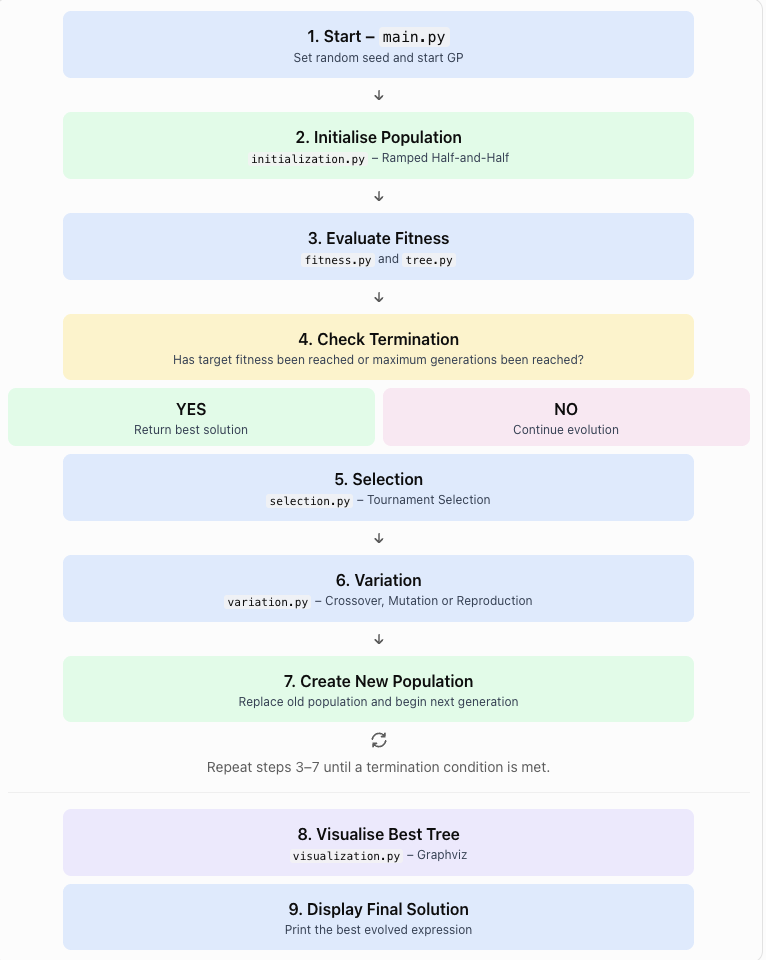 1. Start – main.py
Set random seed and start GP
2. Initialise Population
initialization.py – Ramped Half-and-Half
3. Evaluate Fitness
fitness.py and tree.py
4. Check Termination
Has target fitness been reached or maximum generations been reached?
YES
Return best solution
NO
Continue evolution
5. Selection
selection.py – Tournament Selection
6. Variation
variation.py – Crossover, Mutation or Reproduction
7. Create New Population
Replace old population and begin next generation
Repeat steps 3–7 until a termination condition is met.
8. Visualise Best Tree
visualization.py – Graphviz
9. Display Final Solution
Print the best evolved expression